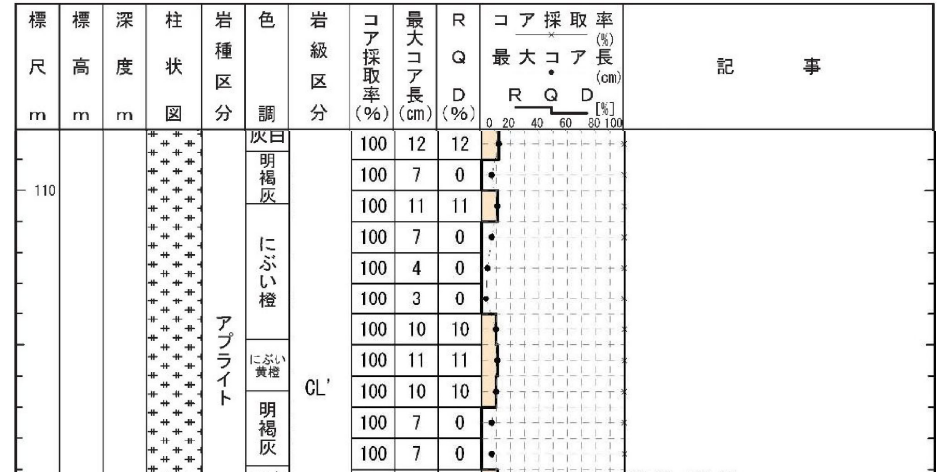 標尺m 標高m 深度m 柱状図 岩種区分 色調 岩級区分 コア採取率(%) 最大コア長(cm) RQD(%) コア採取率(%) 最大コア長(cm) RQD[%] 記事
0 20 40 60 80 100
灰白 100 12 12
明褐灰 100 7 0
110
100 11 11
にぶい橙 100 7 0
100 4 0
100 3 0
アプライト 100 10 10
にぶい黄橙 100 11 11
CL' 100 10 10
明褐灰 100 7 0
100 7 0